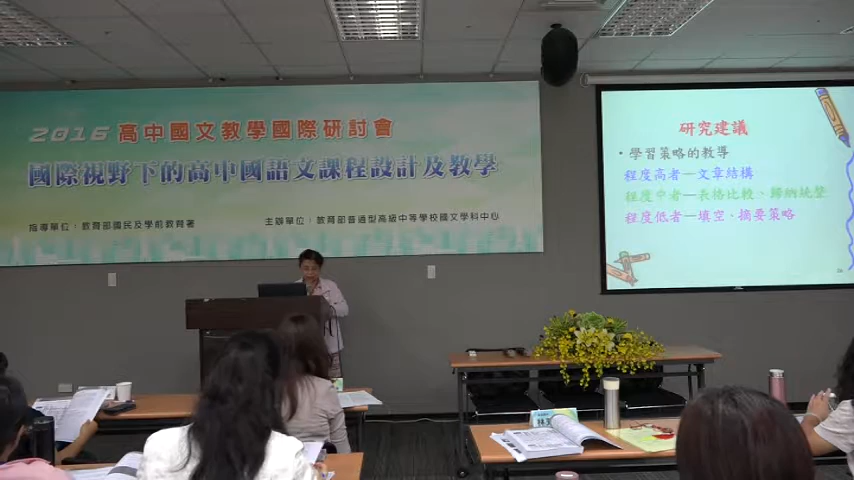 2016 高中國文教學國際研討會
國際視野下的高中國語文課程設計及教學
指導單位：教育部國民及學前教育署
主辦單位：教育部普通型高級中等學校國文學科中心
研究建議
• 學習策略的教導
程度高者—文章結構
程度中者—表格比較、歸納統整
程度低者—填空、摘要策略